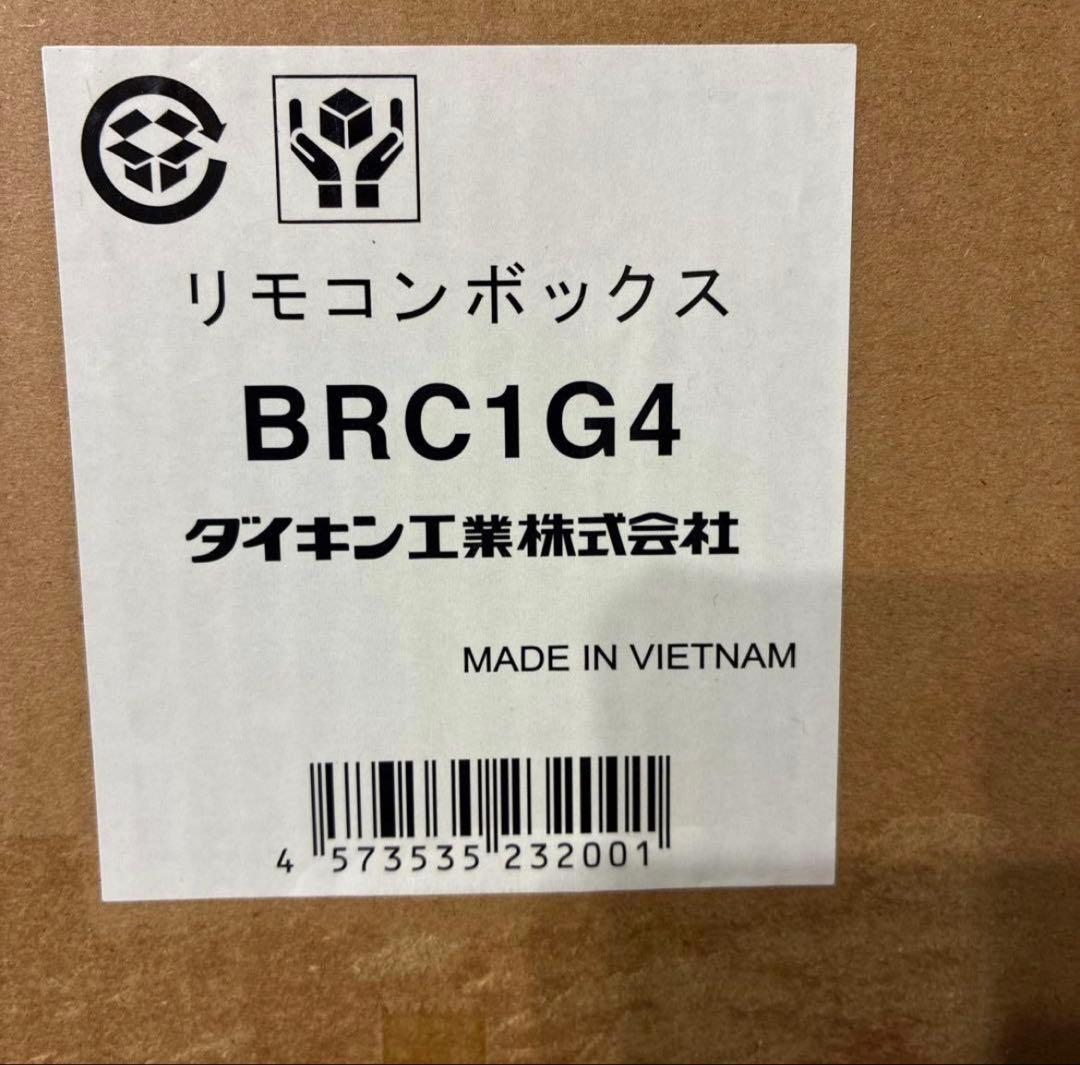 リモコンボックス
BRC1G4
ダイキン工業株式会社
MADE IN VIETNAM
4 573535 232001